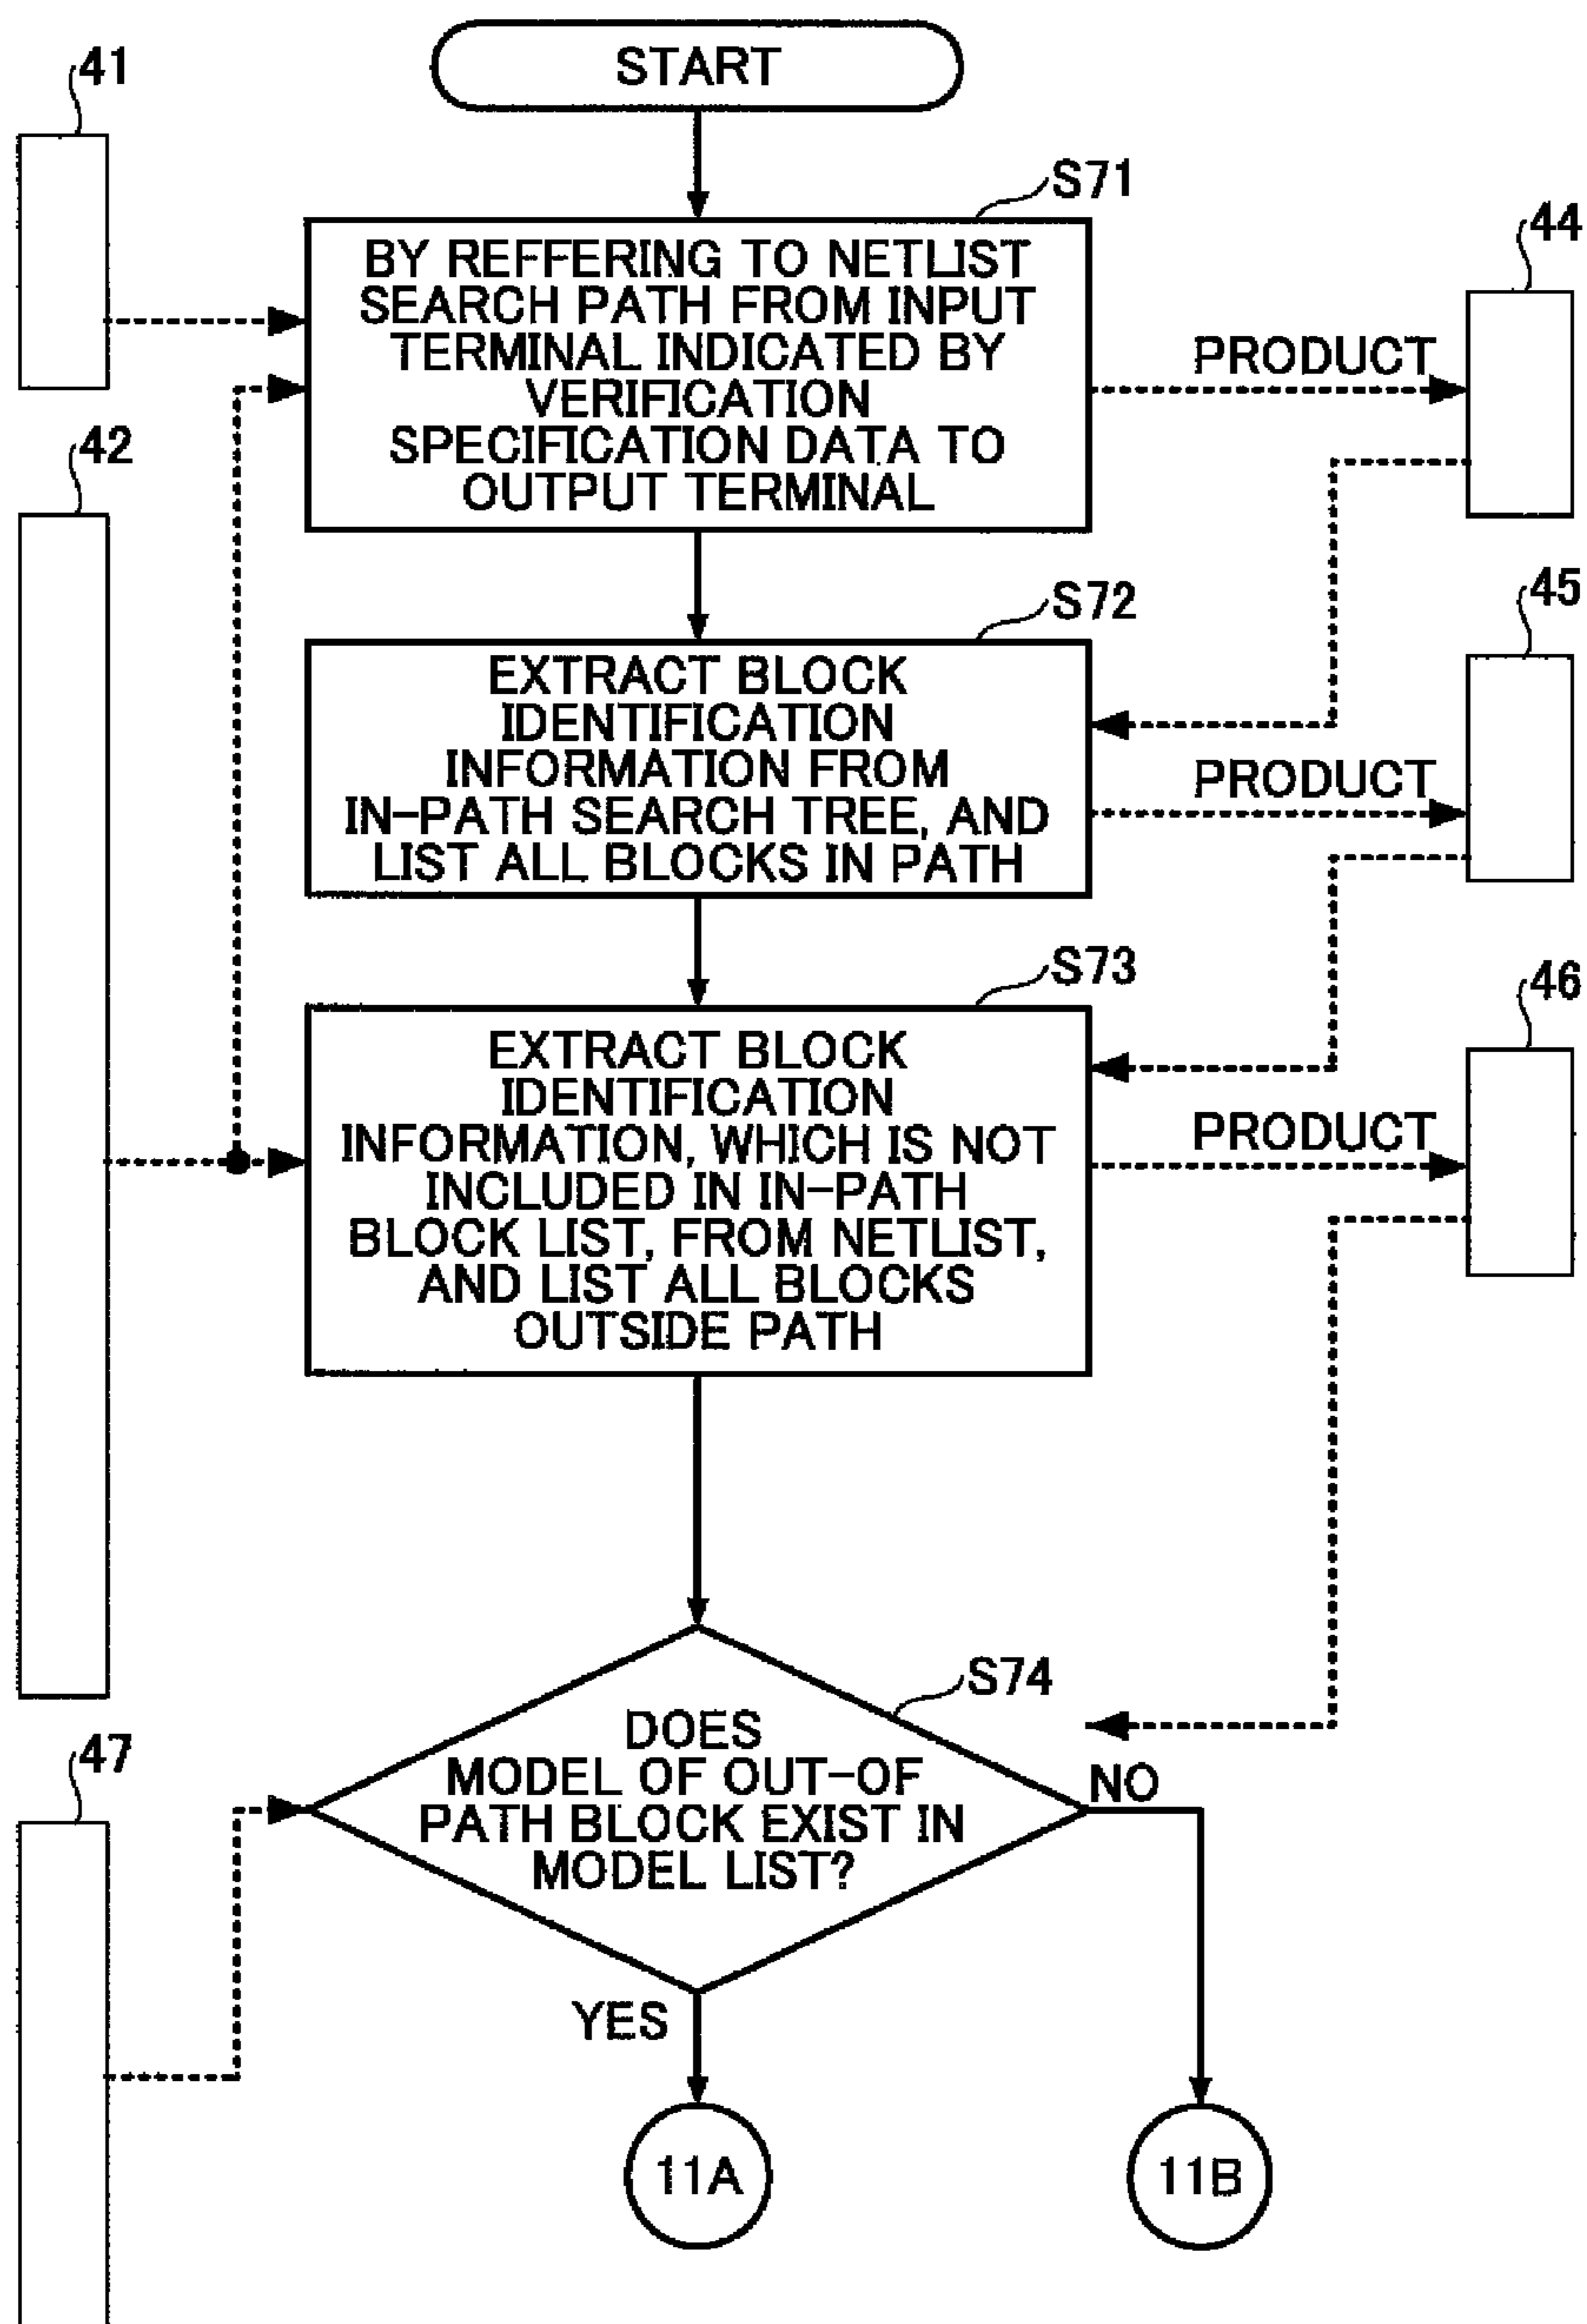 START
41
S71
BY REFFERING TO NETLIST
SEARCH PATH FROM INPUT
TERMINAL INDICATED BY
VERIFICATION
SPECIFICATION DATA TO
OUTPUT TERMINAL
44
PRODUCT
42
S72
EXTRACT BLOCK
IDENTIFICATION
INFORMATION FROM
IN-PATH SEARCH TREE, AND
LIST ALL BLOCKS IN PATH
45
PRODUCT
S73
EXTRACT BLOCK
IDENTIFICATION
INFORMATION, WHICH IS NOT
INCLUDED IN IN-PATH
BLOCK LIST, FROM NETLIST,
AND LIST ALL BLOCKS
OUTSIDE PATH
46
PRODUCT
S74
DOES
MODEL OF OUT-OF
PATH BLOCK EXIST IN
MODEL LIST?
47
NO
YES
11A
11B